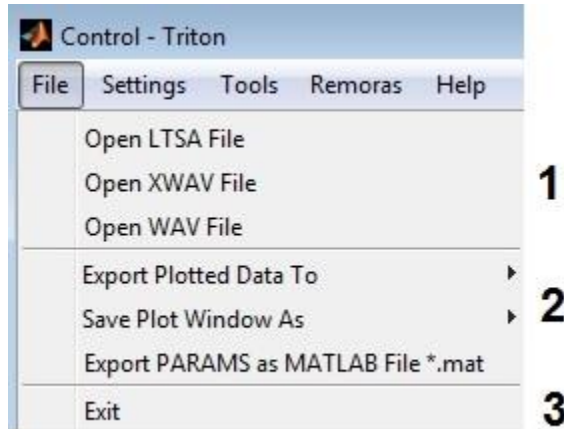 Control - Triton
File Settings Tools Remoras Help
Open LTSA File
Open XWAV File
Open WAV File
1
Export Plotted Data To
Save Plot Window As
Export PARAMS as MATLAB File *.mat
2
Exit
3